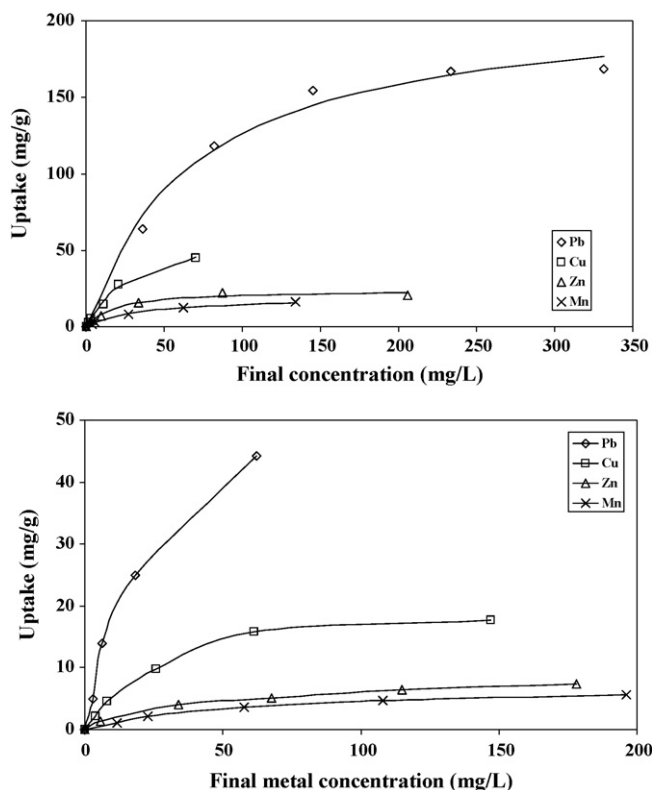 200
150
100
50
0
Uptake (mg/g)
Pb
Cu
Zn
Mn
0 50 100 150 200 250 300 350
Final concentration (mg/L)
50
40
30
20
10
0
Uptake (mg/g)
Pb
Cu
Zn
Mn
0 50 100 150 200
Final metal concentration (mg/L)